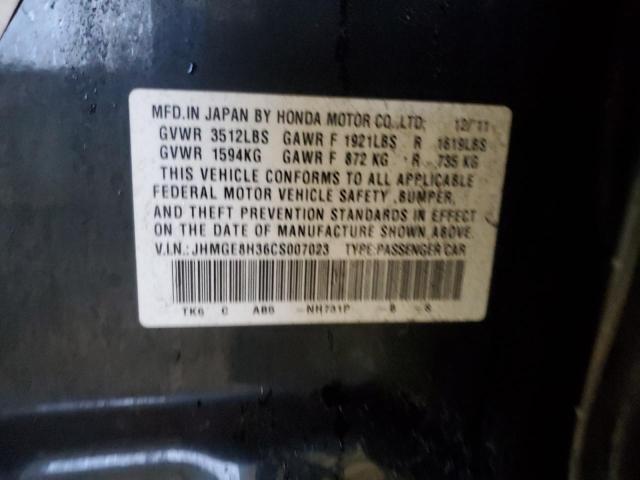 MFD.IN JAPAN BY HONDA MOTOR CO.,LTD: 12/'11
GVWR 3512LBS GAWR F 1921LBS R 1619LBS
GVWR 1594KG GAWR F 872 KG R 735 KG
THIS VEHICLE CONFORMS TO ALL APPLICABLE
FEDERAL MOTOR VEHICLE SAFETY ,BUMPER,
AND THEFT PREVENTION STANDARDS IN EFFECT
ON THE DATE OF MANUFACTURE SHOWN ABOVE.
V.I.N.: JHMGE8H36CS007023 TYPE:PASSENGER CAR
TK6 C AB6 -NH731P -B -S